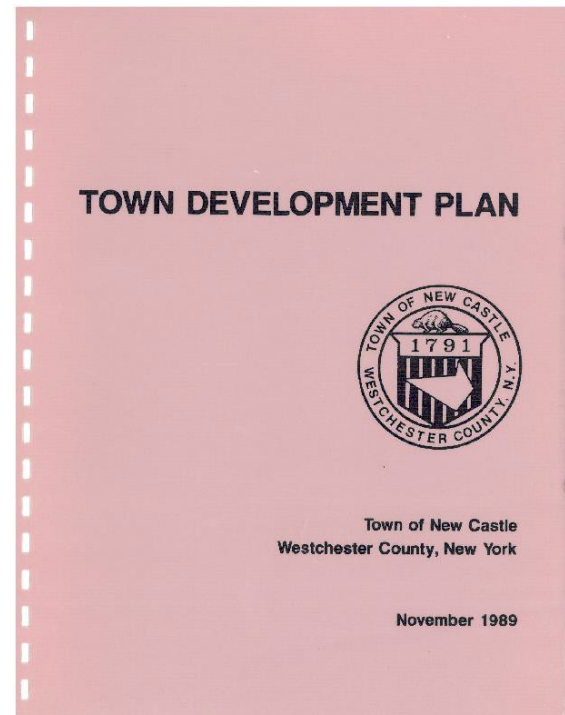 TOWN DEVELOPMENT PLAN
TOWN OF NEW CASTLE
1791
WESTCHESTER COUNTY, N.Y.
Town of New Castle
Westchester County, New York
November 1989